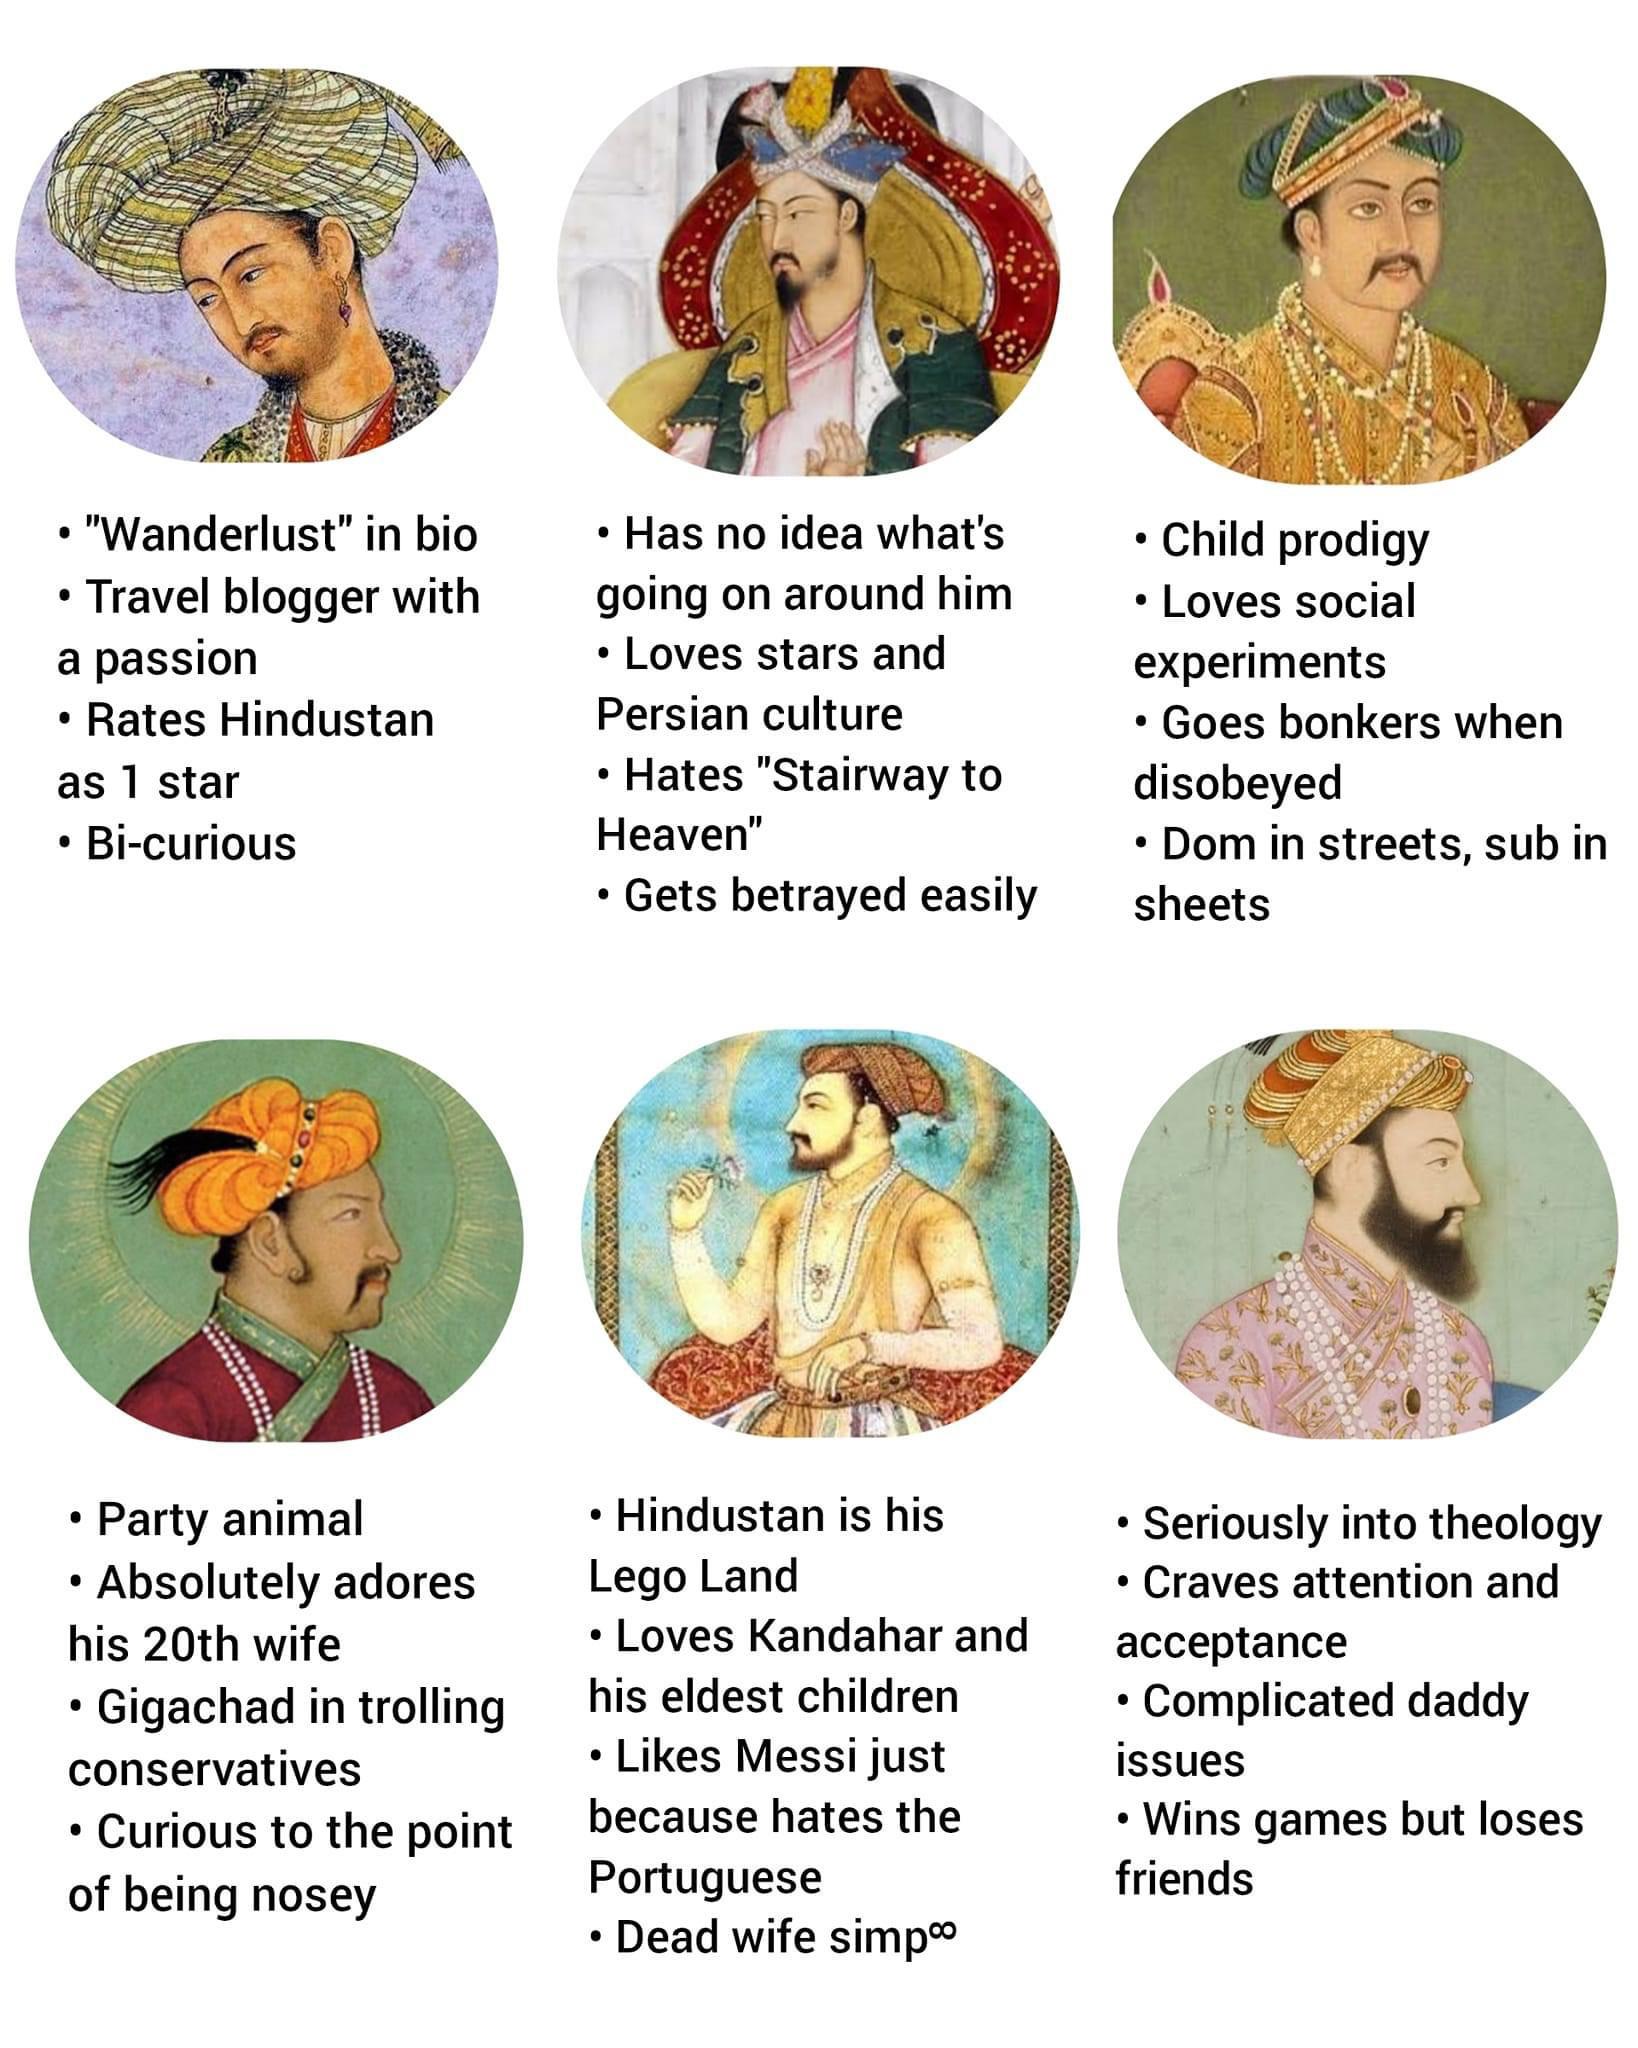 • "Wanderlust" in bio
• Travel blogger with
a passion
• Rates Hindustan
as 1 star
• Bi-curious
• Has no idea what's
going on around him
• Loves stars and
Persian culture
• Hates "Stairway to
Heaven"
• Gets betrayed easily
• Child prodigy
• Loves social
experiments
• Goes bonkers when
disobeyed
• Dom in streets, sub in
sheets
• Party animal
• Absolutely adores
his 20th wife
• Gigachad in trolling
conservatives
• Curious to the point
of being nosey
• Hindustan is his
Lego Land
• Loves Kandahar and
his eldest children
• Likes Messi just
because hates the
Portuguese
• Dead wife simp∞
• Seriously into theology
• Craves attention and
acceptance
• Complicated daddy
issues
• Wins games but loses
friends